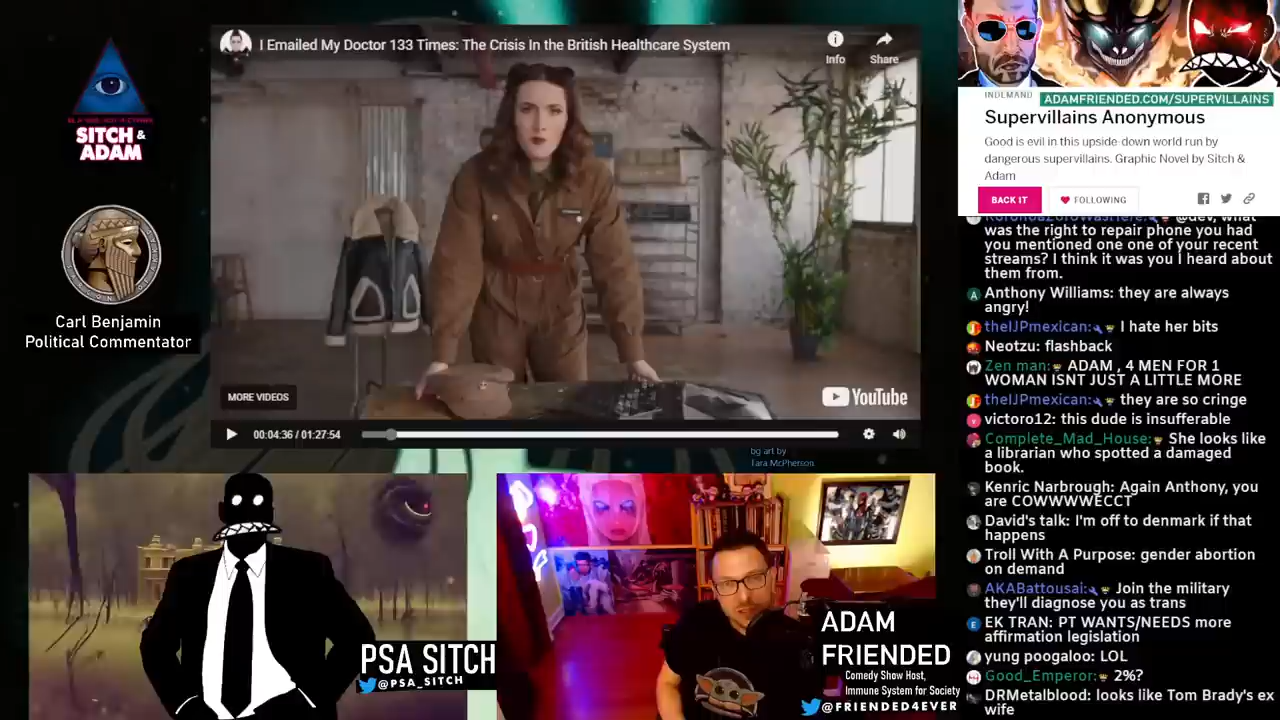 I Emailed My Doctor 133 Times: The Crisis In the British Healthcare System
Info
Share
MORE VIDEOS
YouTube
00:04:36 / 01:27:54
SITCH &
ADAM
Carl Benjamin
Political Commentator
bg art by
Tara McPherson
PSA SITCH
@PSA_SITCH
ADAM
FRIENDED
Comedy Show Host,
Immune System for Society
@FRIENDED4EVER
INDEMAND
ADAMFRIENDED.COM/SUPERVILLAINS
Supervillains Anonymous
Good is evil in this upside-down world run by
dangerous supervillains. Graphic Novel by Sitch &
Adam
BACK IT
FOLLOWING
@dev, what
was the right to repair phone you had
you mentioned one one of your recent
streams? I think it was you I heard about
them from.
Anthony Williams: they are always
angry!
theIJPmexican: I hate her bits
Neotzu: flashback
Zen man: ADAM , 4 MEN FOR 1
WOMAN ISNT JUST A LITTLE MORE
theIJPmexican: they are so cringe
victoro12: this dude is insufferable
Complete_Mad_House: She looks like
a librarian who spotted a damaged
book.
Kenric Narbrough: Again Anthony, you
are COWWWECCT
David's talk: I'm off to denmark if that
happens
Troll With A Purpose: gender abortion
on demand
AKABattousai: Join the military
they'll diagnose you as trans
EK TRAN: PT WANTS/NEEDS more
affirmation legislation
yung poogaloo: LOL
Good_Emperor: 2%?
DRMetalblood: looks like Tom Brady's ex
wife